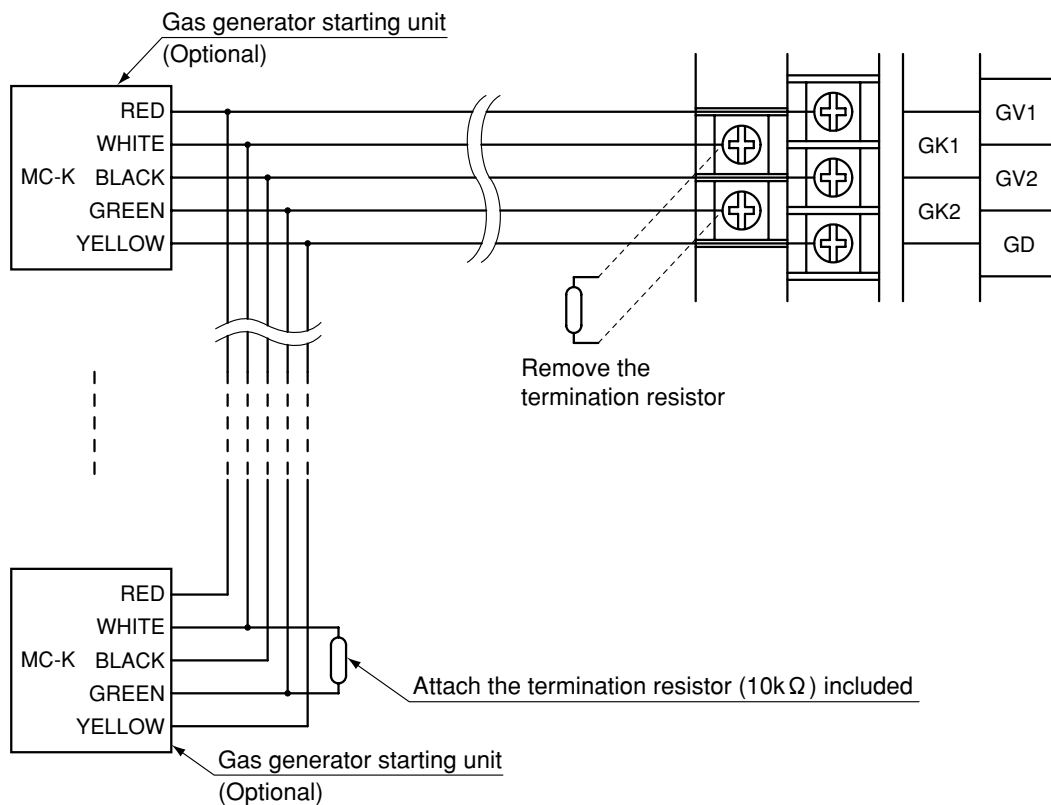 Gas generator starting unit
(Optional)
RED
WHITE
MC-K BLACK
GREEN
YELLOW
GV1
GK1
GV2
GK2
GD
Remove the
termination resistor
RED
WHITE
MC-K BLACK
GREEN
YELLOW
Attach the termination resistor (10kΩ) included
Gas generator starting unit
(Optional)